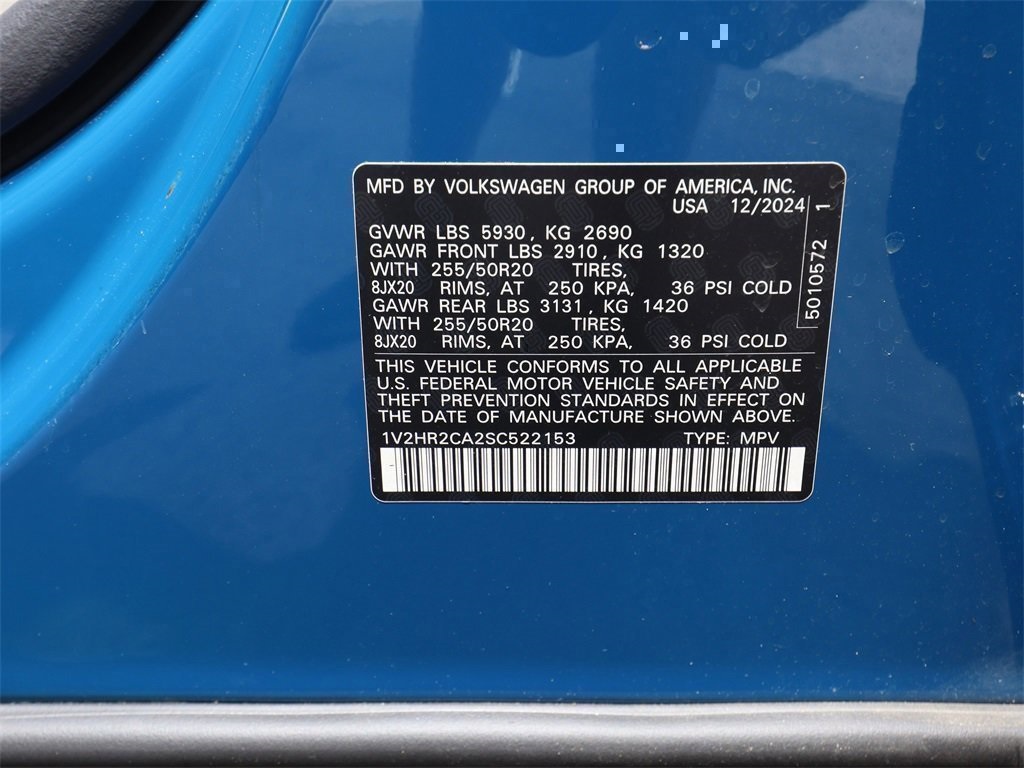 MFD BY VOLKSWAGEN GROUP OF AMERICA, INC.
USA 12/2024
GVWR LBS 5930, KG 2690
GAWR FRONT LBS 2910, KG 1320
WITH 255/50R20 TIRES,
8JX20 RIMS, AT 250 KPA, 36 PSI COLD
GAWR REAR LBS 3131, KG 1420
WITH 255/50R20 TIRES,
8JX20 RIMS, AT 250 KPA, 36 PSI COLD
THIS VEHICLE CONFORMS TO ALL APPLICABLE
U.S. FEDERAL MOTOR VEHICLE SAFETY AND
THEFT PREVENTION STANDARDS IN EFFECT ON
THE DATE OF MANUFACTURE SHOWN ABOVE.
1V2HR2CA2SC522153 TYPE: MPV
5010572 1